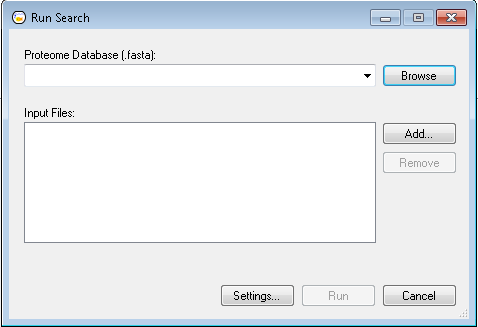 Run Search
Proteome Database (.fasta):
Browse
Input Files:
Add...
Remove
Settings...
Run
Cancel